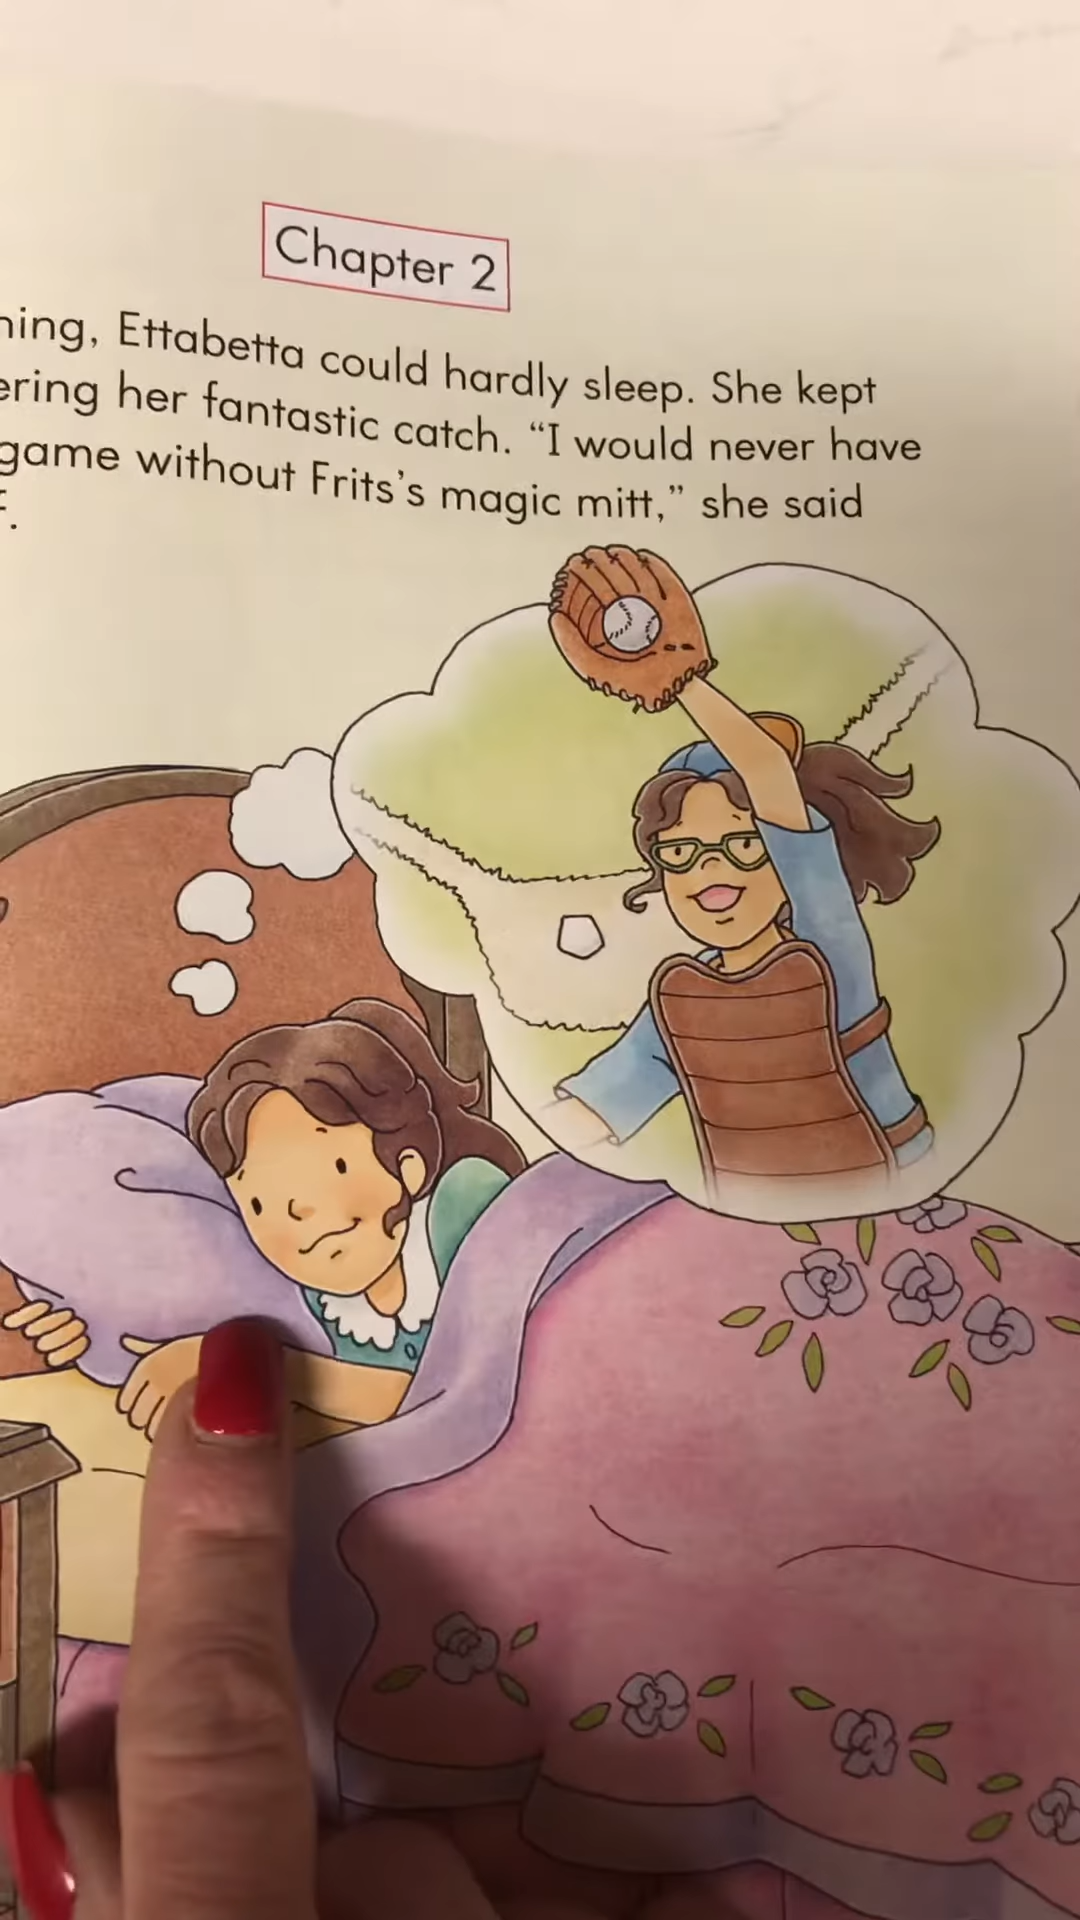 Chapter 2
ning, Ettabetta could hardly sleep. She kept
ering her fantastic catch. “I would never have
game without Frits’s magic mitt,” she said
f.